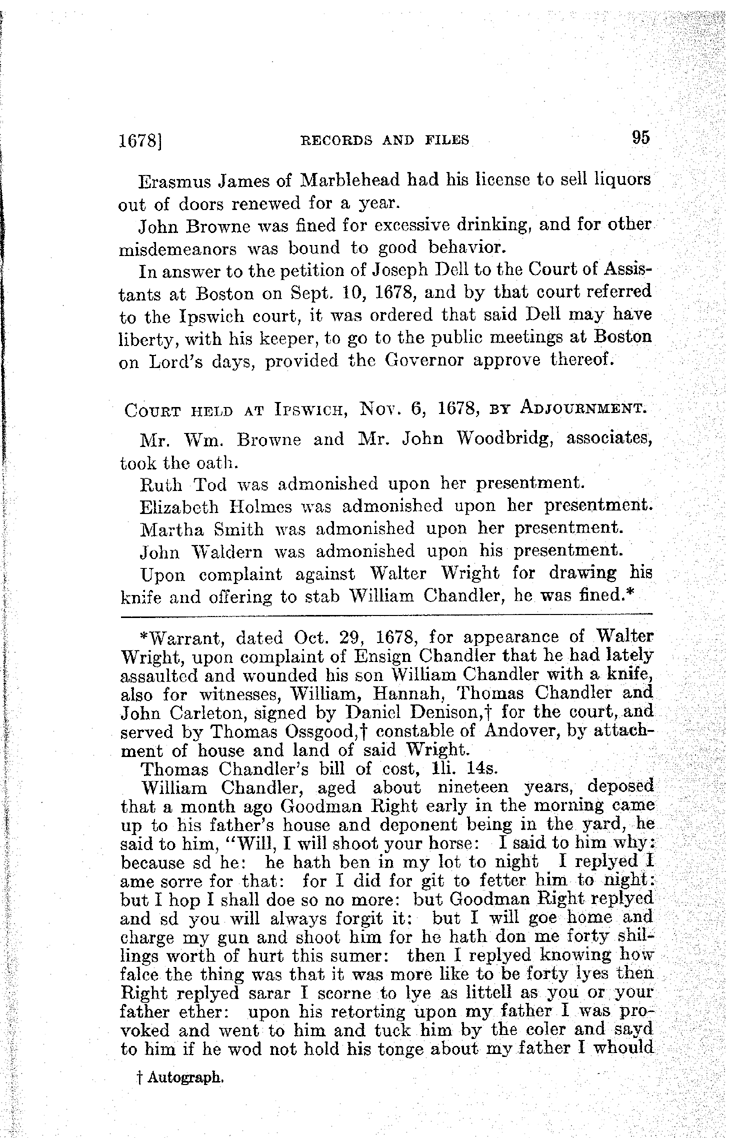 1678] RECORDS AND FILES 95
Erasmus James of Marblehead had his license to sell liquors
out of doors renewed for a year.
John Browne was fined for excessive drinking, and for other
misdemeanors was bound to good behavior.
In answer to the petition of Joseph Dell to the Court of Assis-
tants at Boston on Sept. 10, 1678, and by that court referred
to the Ipswich court, it was ordered that said Dell may have
liberty, with his keeper, to go to the public meetings at Boston
on Lord's days, provided the Governor approve thereof.
COURT HELD AT IPSWICH, NOV. 6, 1678, BY ADJOURNMENT.
Mr. Wm. Browne and Mr. John Woodbridg, associates,
took the oath.
Ruth Tod was admonished upon her presentment.
Elizabeth Holmes was admonished upon her presentment.
Martha Smith was admonished upon her presentment.
John Waldern was admonished upon his presentment.
Upon complaint against Walter Wright for drawing his
knife and offering to stab William Chandler, he was fined.*
*Warrant, dated Oct. 29, 1678, for appearance of Walter
Wright, upon complaint of Ensign Chandler that he had lately
assaulted and wounded his son William Chandler with a knife,
also for witnesses, William, Hannah, Thomas Chandler and
John Carleton, signed by Daniel Denison,† for the court, and
served by Thomas Ossgood,† constable of Andover, by attach-
ment of house and land of said Wright.
Thomas Chandler's bill of cost, 1li. 14s.
William Chandler, aged about nineteen years, deposed
that a month ago Goodman Right early in the morning came
up to his father's house and deponent being in the yard, he
said to him, "Will, I will shoot your horse: I said to him why:
because sd he: he hath ben in my lot to night I replyed I
ame sorre for that: for I did for git to fetter him to night:
but I hop I shall doe so no more: but Goodman Right replyed
and sd you will always forgit it: but I will goe home and
charge my gun and shoot him for he hath don me forty shil-
lings worth of hurt this sumer: then I replyed knowing how
falce the thing was that it was more like to be forty lyes then
Right replyed sarar I scorne to lye as littell as you or your
father ether: upon his retorting upon my father I was pro-
voked and went to him and tuck him by the coler and sayd
to him if he wod not hold his tonge about my father I whould
† Autograph.